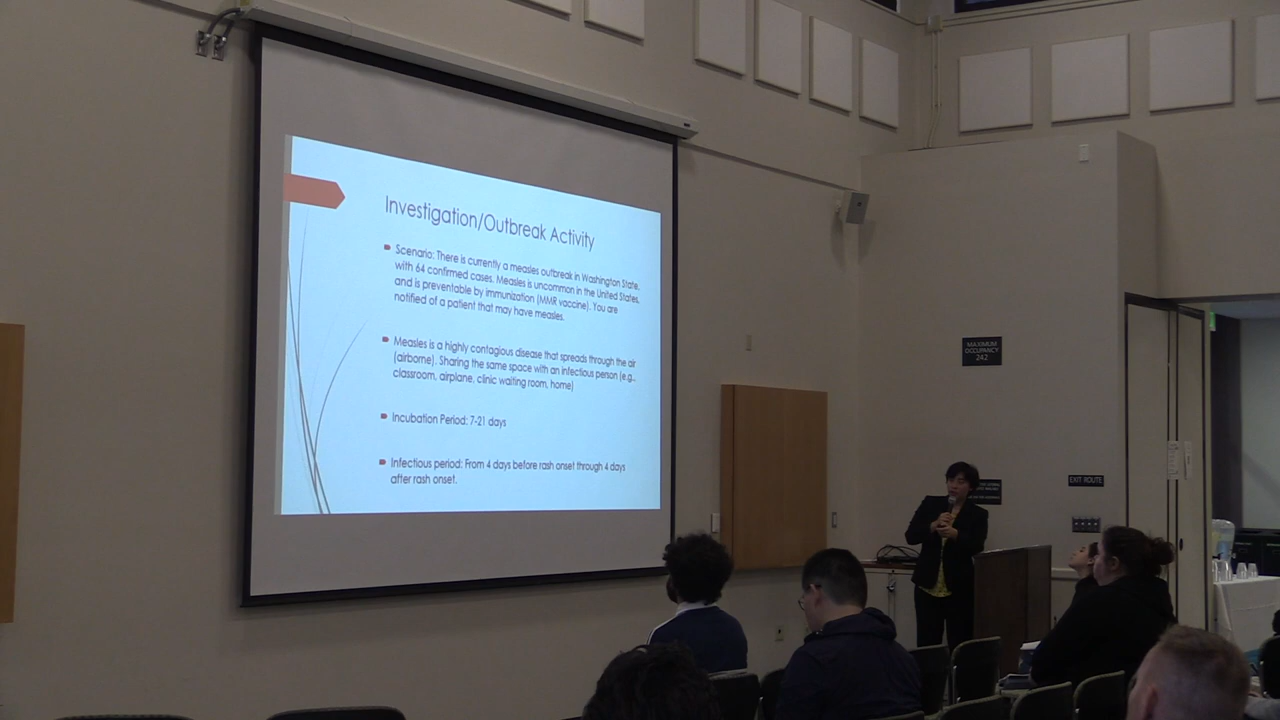 Investigation/Outbreak Activity
Scenario: There is currently a measles outbreak in Washington State,
with 64 confirmed cases. Measles is uncommon in the United States,
and is preventable by immunization (MMR vaccine). You are
notified of a patient that may have measles.
Measles is a highly contagious disease that spreads through the air
(airborne). Sharing the same space with an infectious person (e.g.,
classroom, airplane, clinic waiting room, home)
Incubation Period: 7-21 days
Infectious period: From 4 days before rash onset through 4 days
after rash onset.
MAXIMUM
OCCUPANCY
242
EXIT ROUTE